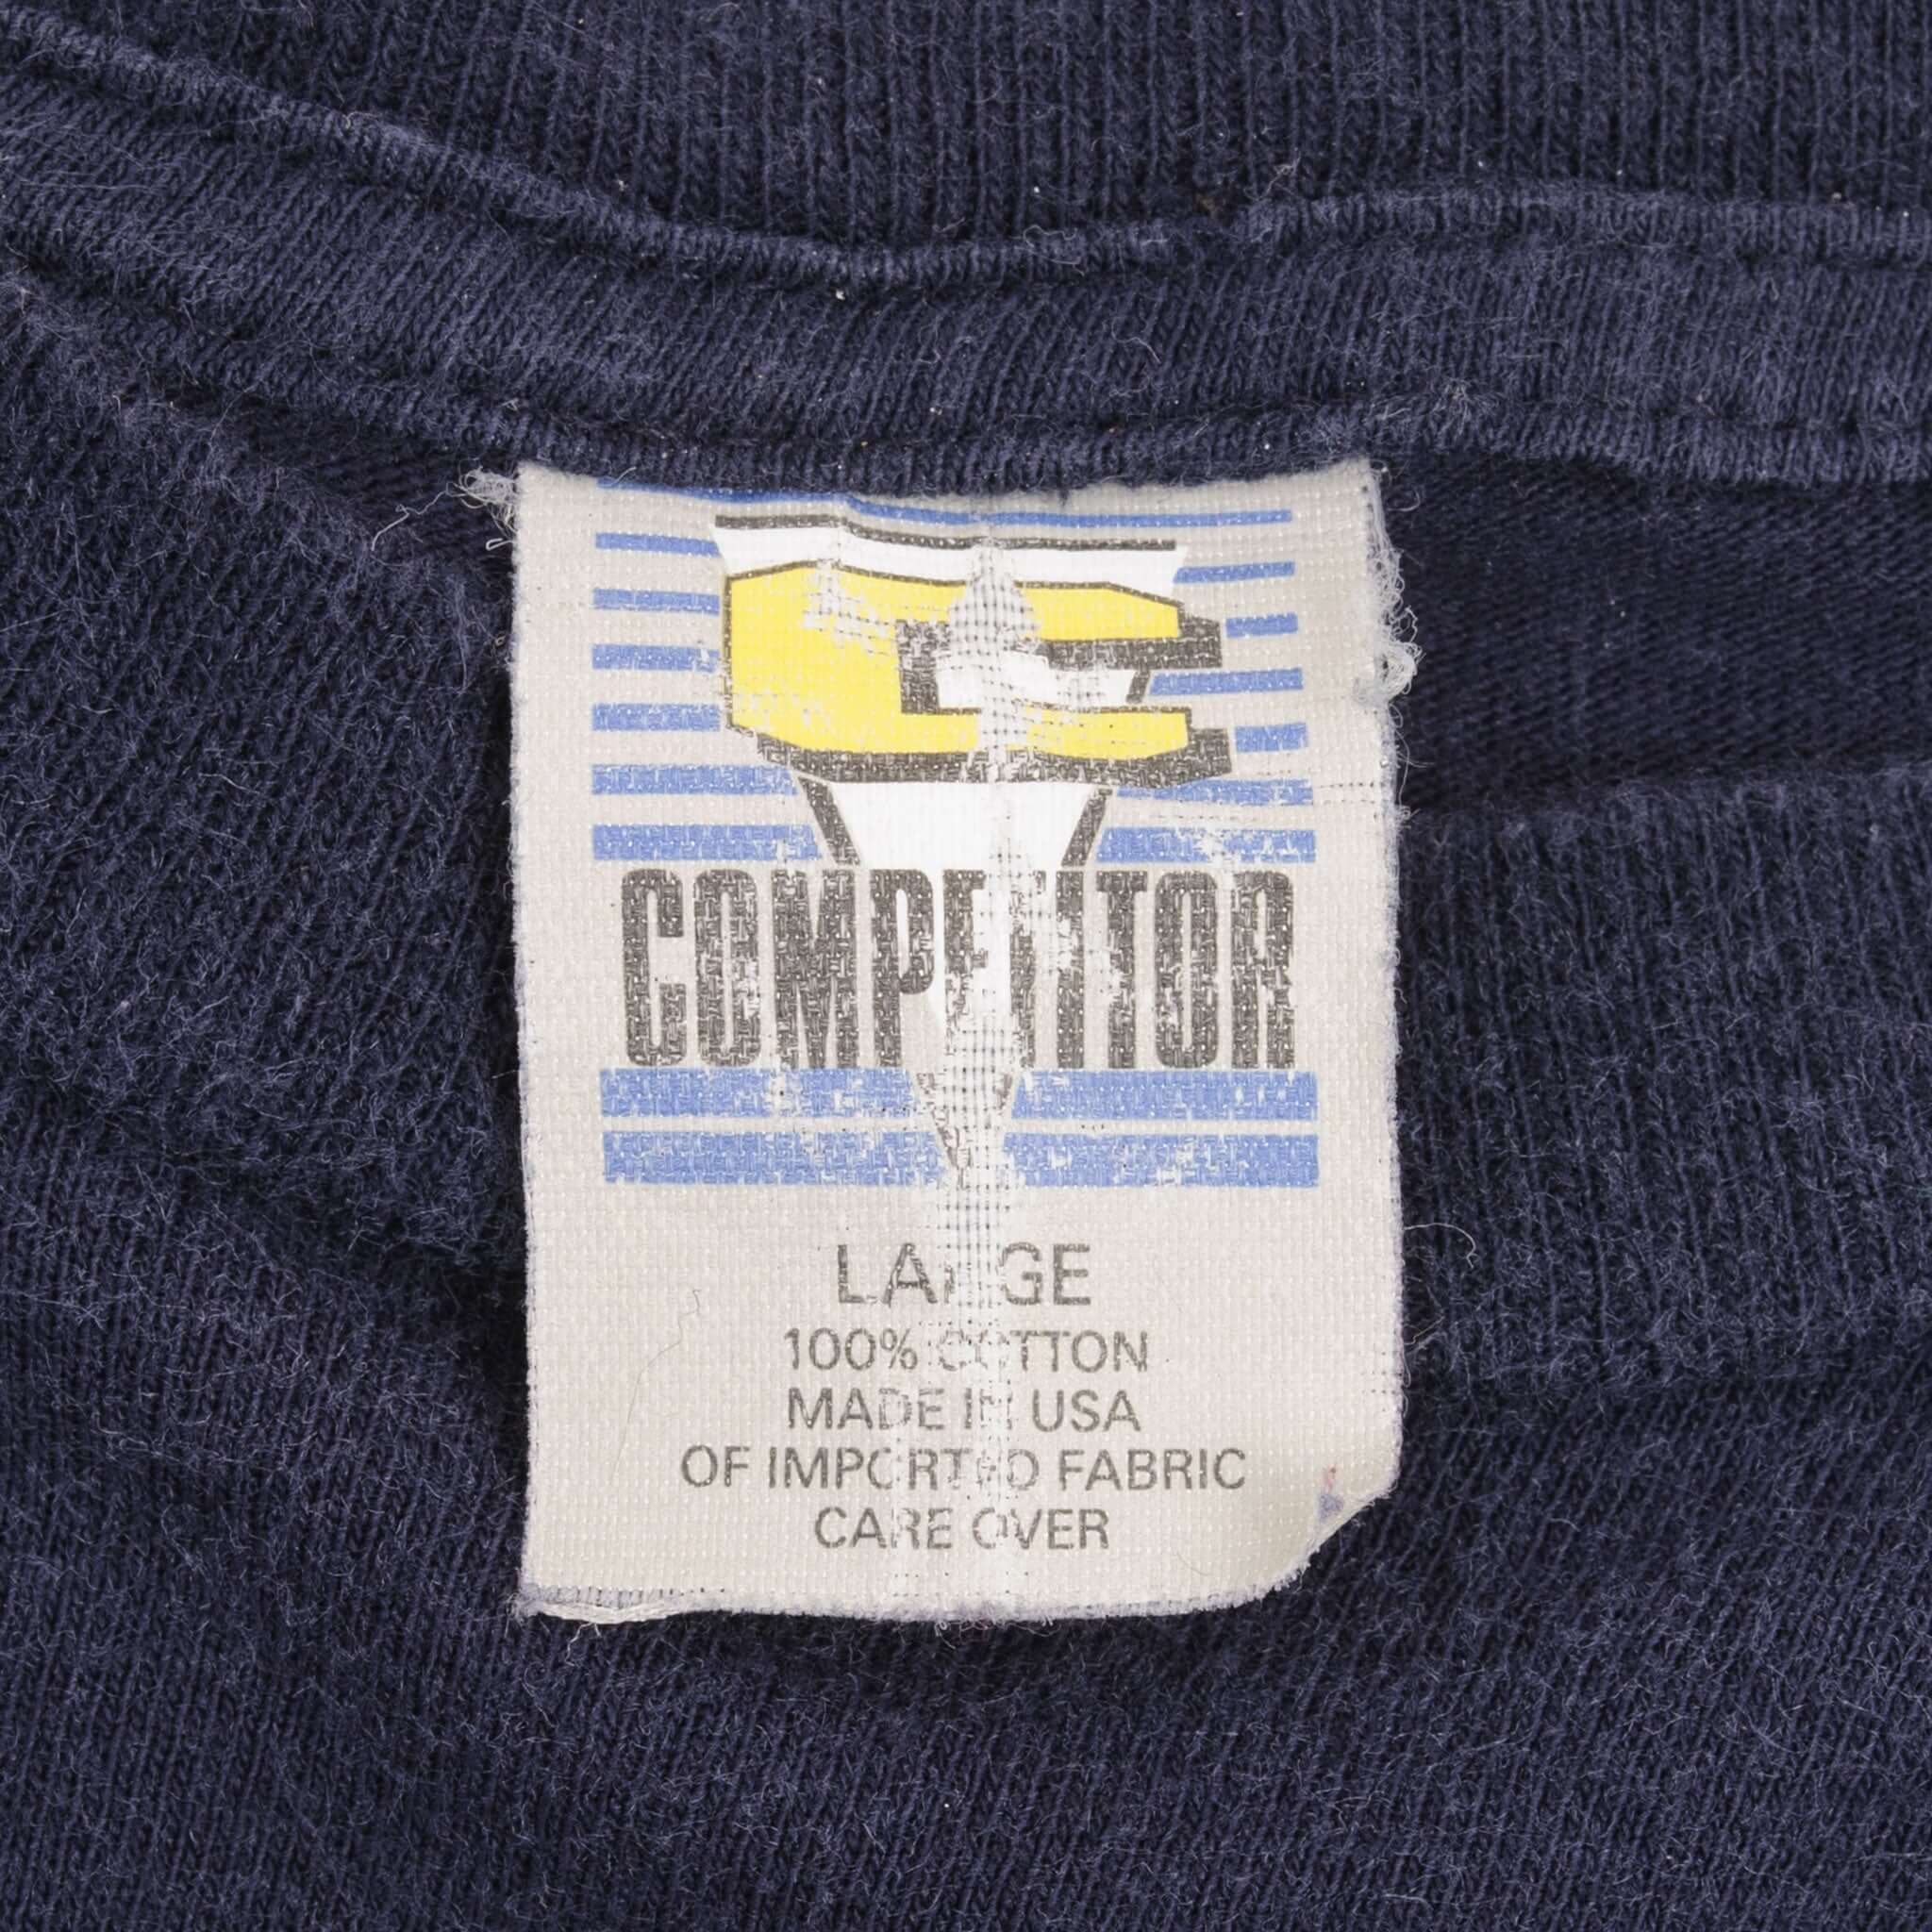 C
COMPETITOR
LARGE
100% COTTON
MADE IN USA
OF IMPORTED FABRIC
CARE OVER